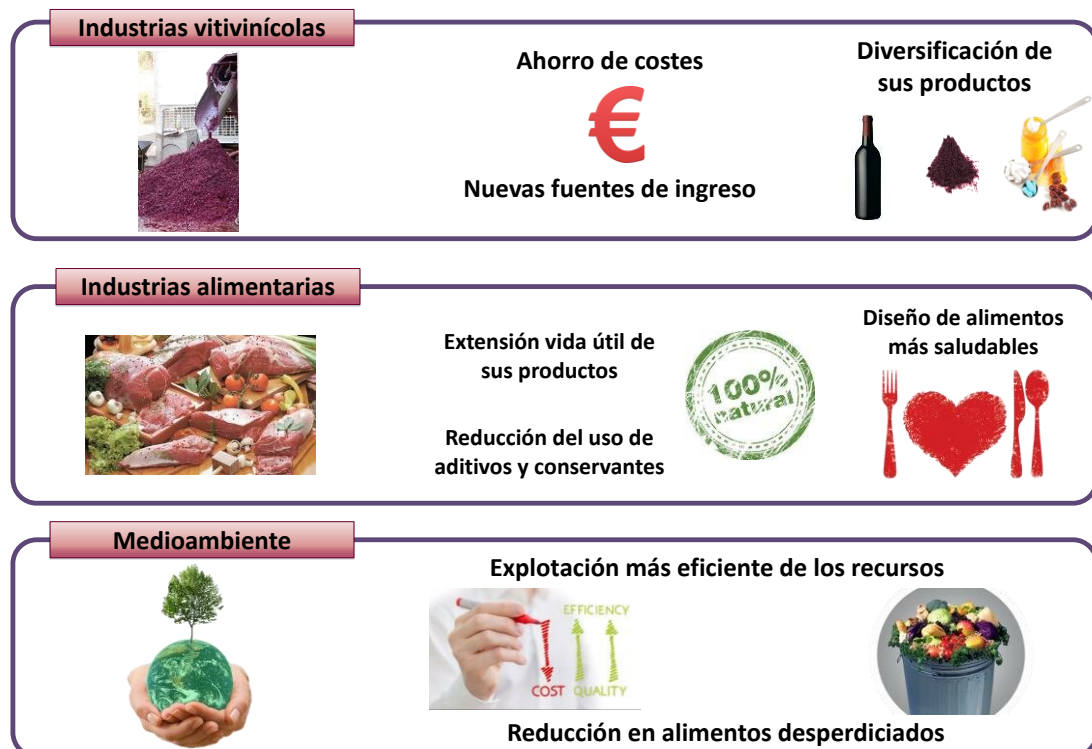 Industrias vitivinícolas
Ahorro de costes
€
Nuevas fuentes de ingreso
Diversificación de
sus productos
Industrias alimentarias
Extensión vida útil de
sus productos
Reducción del uso de
aditivos y conservantes
100%
natural
Diseño de alimentos
más saludables
Medioambiente
Explotación más eficiente de los recursos
EFFICIENCY
COST QUALITY
Reducción en alimentos desperdiciados